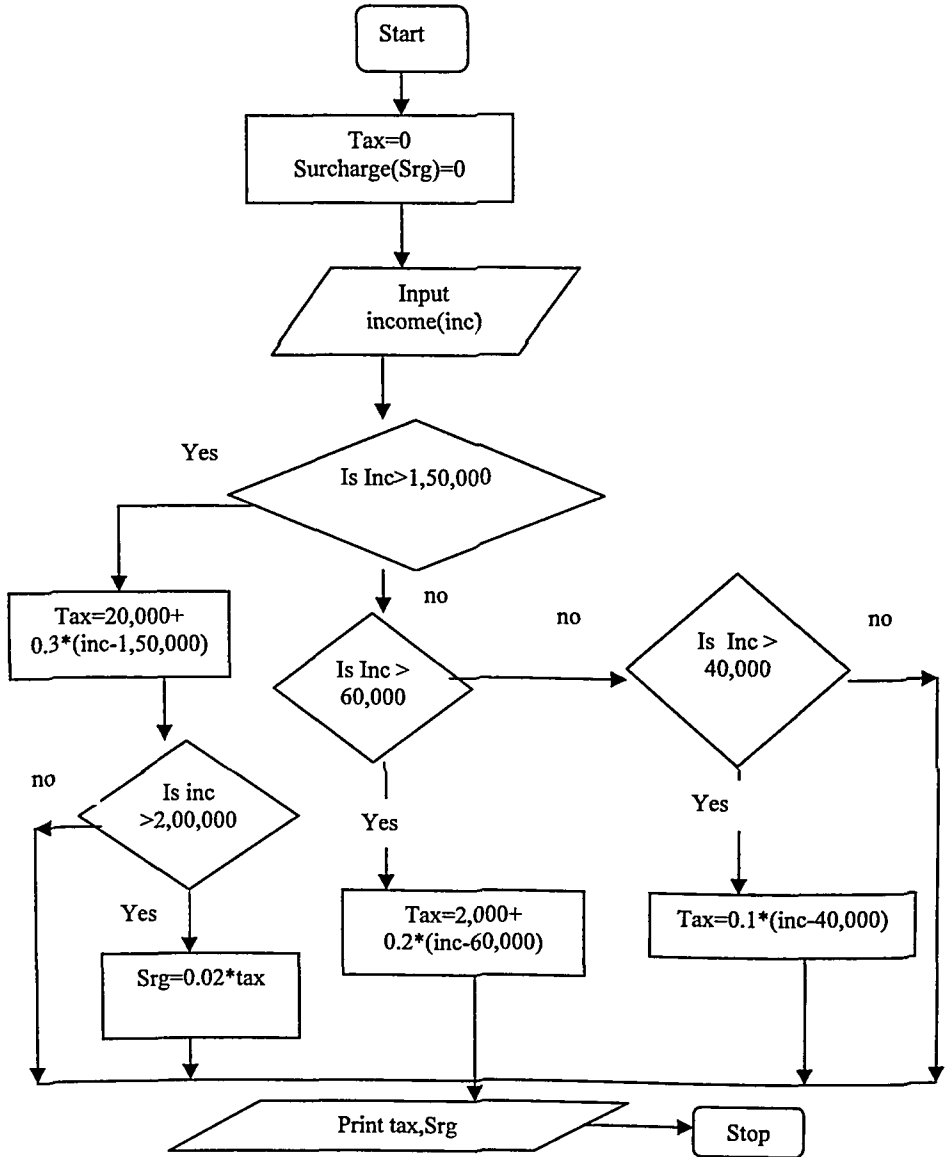 Start
Tax=0
Surcharge(Srg)=0
Input
income(inc)
Yes
Is Inc>1,50,000
no
no
no
Tax=20,000+
0.3*(inc-1,50,000)
Is Inc >
60,000
Is Inc >
40,000
no
Is inc
>2,00,000
Yes
Yes
Yes
Tax=2,000+
0.2*(inc-60,000)
Tax=0.1*(inc-40,000)
Srg=0.02*tax
Print tax,Srg
Stop